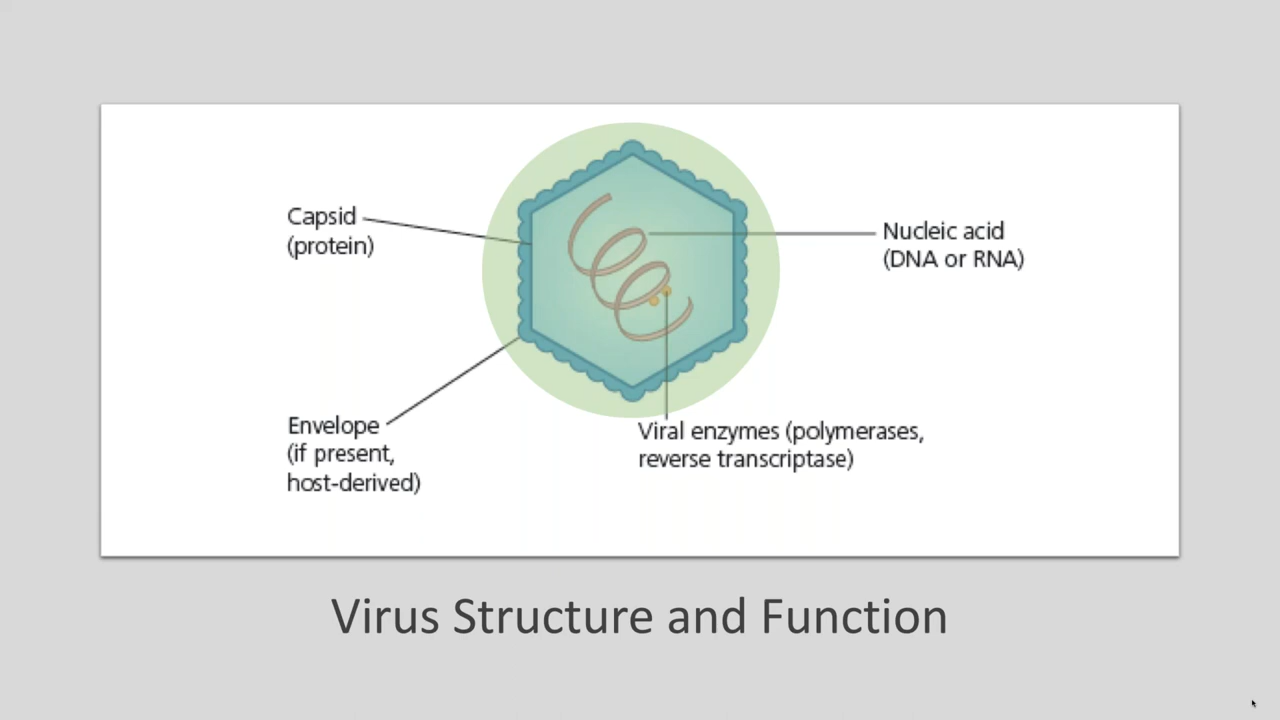 Capsid
(protein)
Nucleic acid
(DNA or RNA)
Envelope
(if present,
host-derived)
Viral enzymes (polymerases,
reverse transcriptase)
Virus Structure and Function